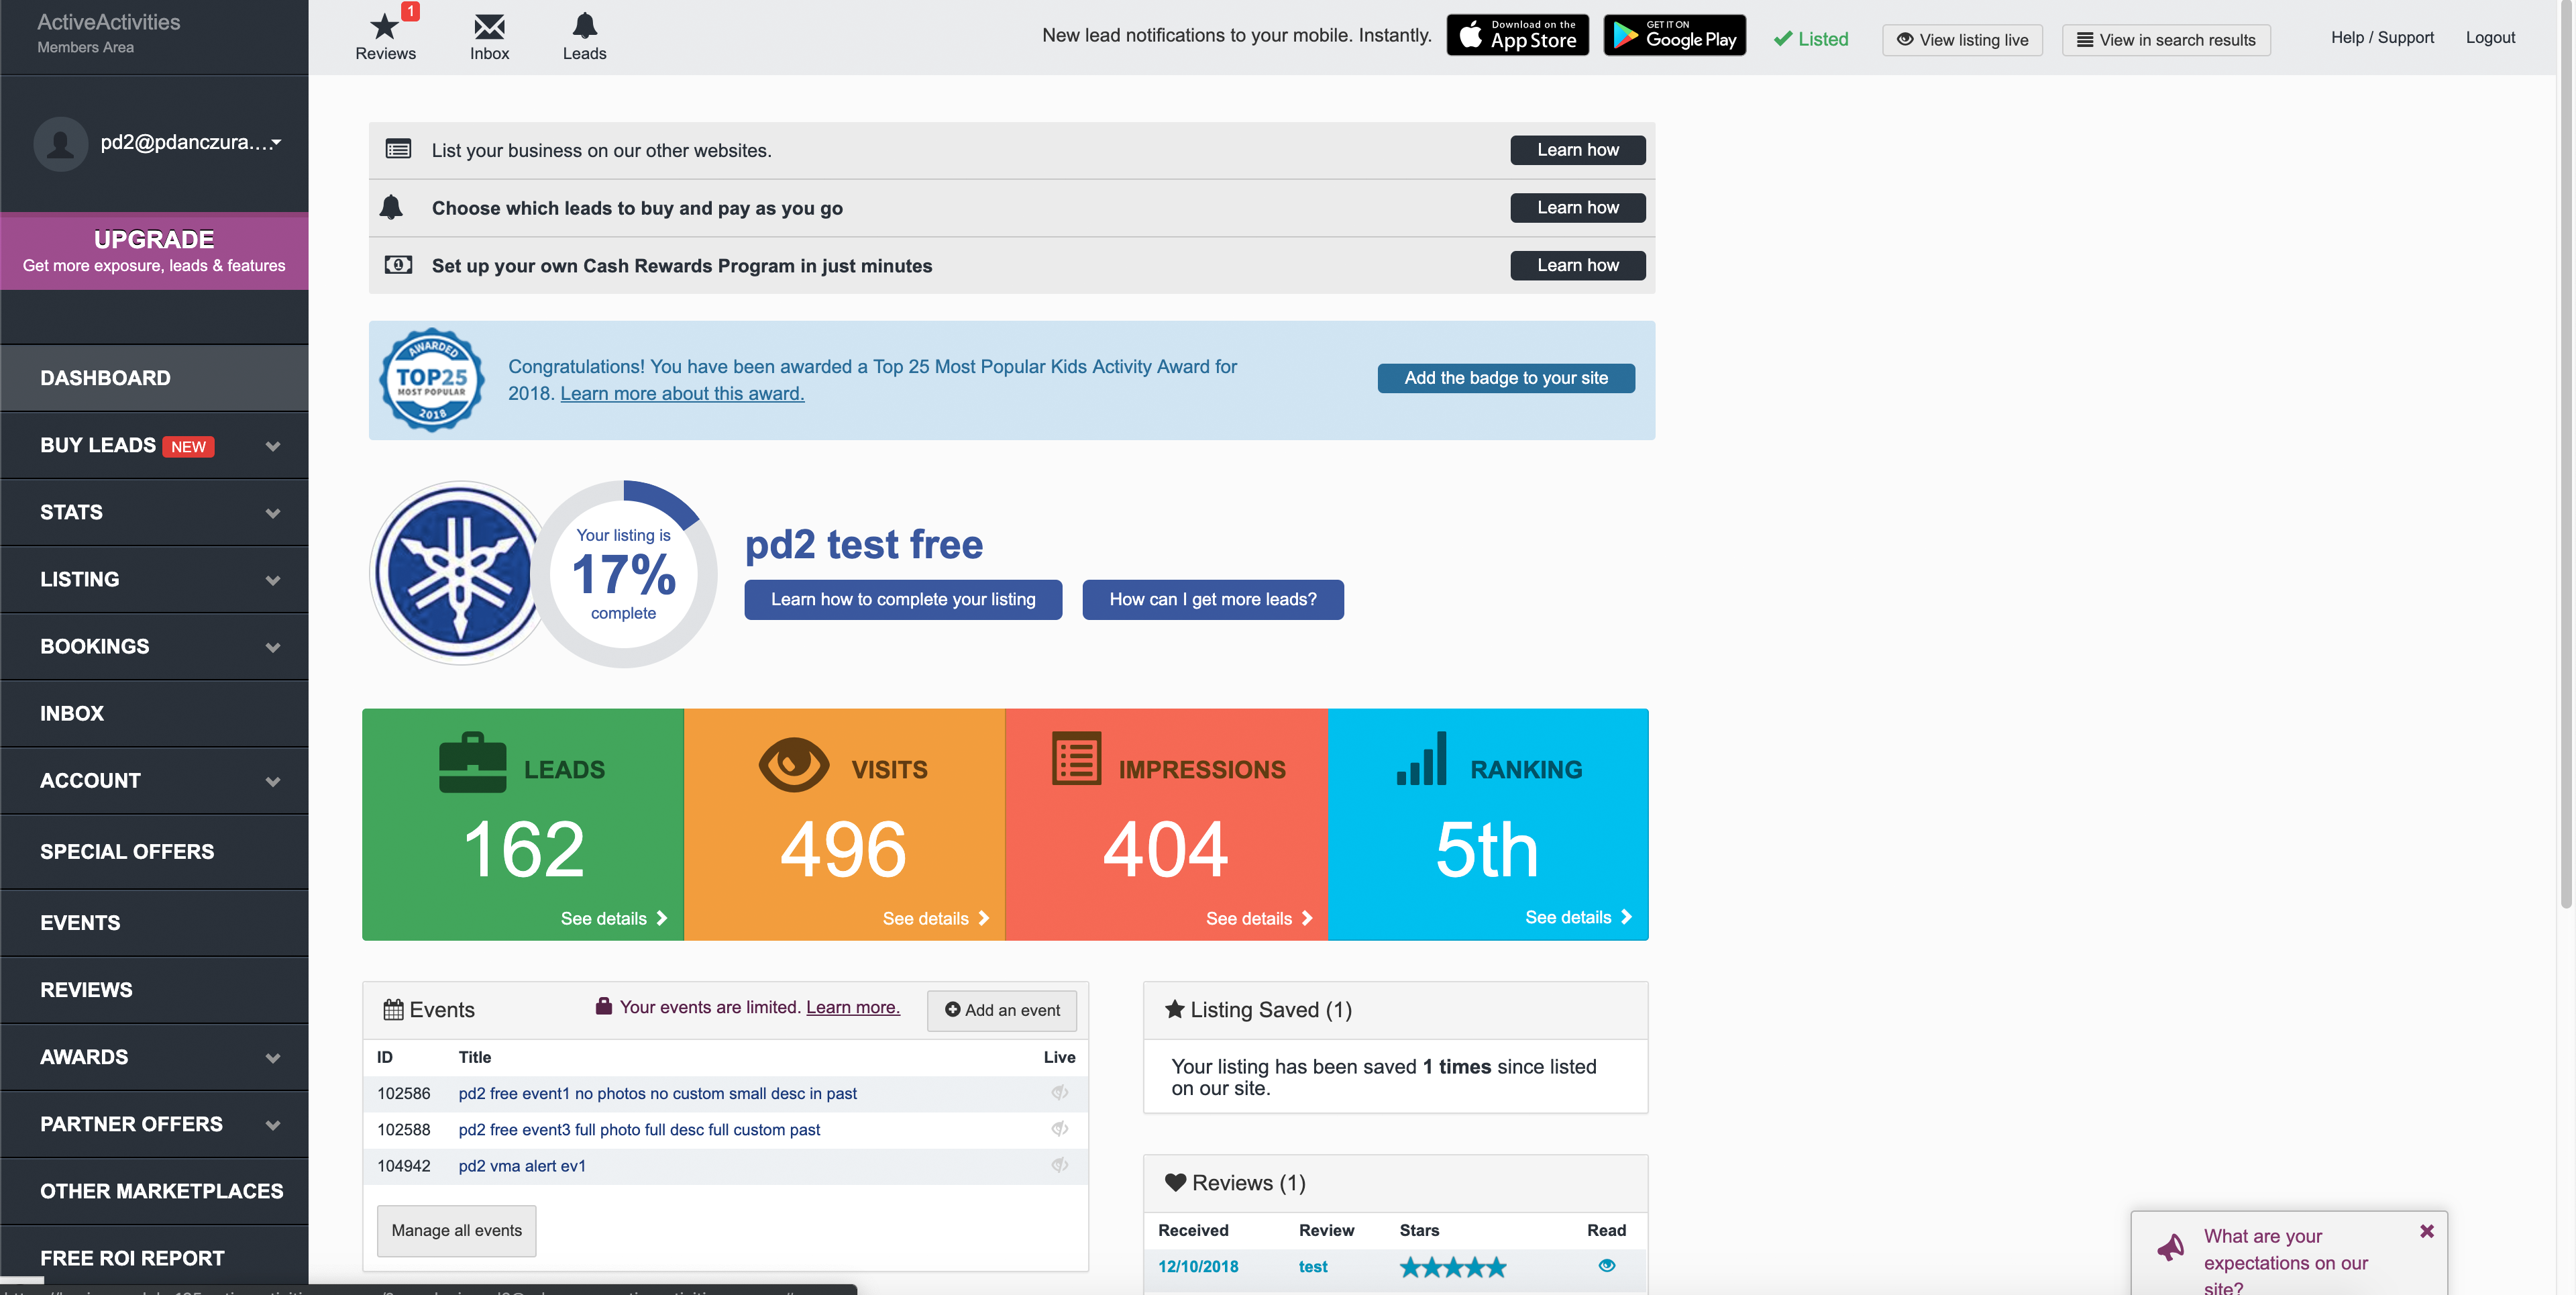 ActiveActivities
Members Area
1
Reviews
Inbox
Leads
New lead notifications to your mobile. Instantly.
Download on the
App Store
GET IT ON
Google Play
Listed
View listing live
View in search results
Help / Support
Logout
pd2@pdanczura....
UPGRADE
Get more exposure, leads & features
DASHBOARD
BUY LEADS NEW
STATS
LISTING
BOOKINGS
INBOX
ACCOUNT
SPECIAL OFFERS
EVENTS
REVIEWS
AWARDS
PARTNER OFFERS
OTHER MARKETPLACES
FREE ROI REPORT
List your business on our other websites.
Learn how
Choose which leads to buy and pay as you go
Learn how
Set up your own Cash Rewards Program in just minutes
Learn how
AWARDED
TOP25
MOST POPULAR
2018
Congratulations! You have been awarded a Top 25 Most Popular Kids Activity Award for
2018. Learn more about this award.
Add the badge to your site
Your listing is
17%
complete
pd2 test free
Learn how to complete your listing
How can I get more leads?
LEADS
162
See details
VISITS
496
See details
IMPRESSIONS
404
See details
RANKING
5th
See details
Events
Your events are limited. Learn more.
Add an event
ID Title Live
102586 pd2 free event1 no photos no custom small desc in past
102588 pd2 free event3 full photo full desc full custom past
104942 pd2 vma alert ev1
Manage all events
Listing Saved (1)
Your listing has been saved 1 times since listed
on our site.
Reviews (1)
Received Review Stars Read
12/10/2018 test
What are your
expectations on our
site?